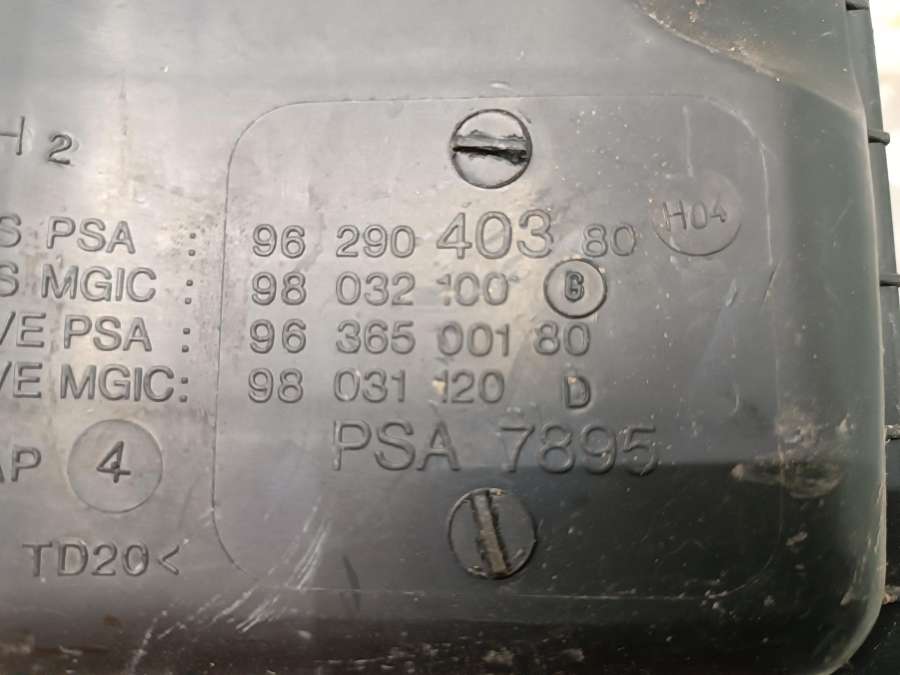 H2
S PSA : 96 290 403 80 H04
S MGIC : 98 032 100 G
VE PSA : 96 365 001 80
VE MGIC: 98 031 120 D
PSA 7895
AP 4
TD20<